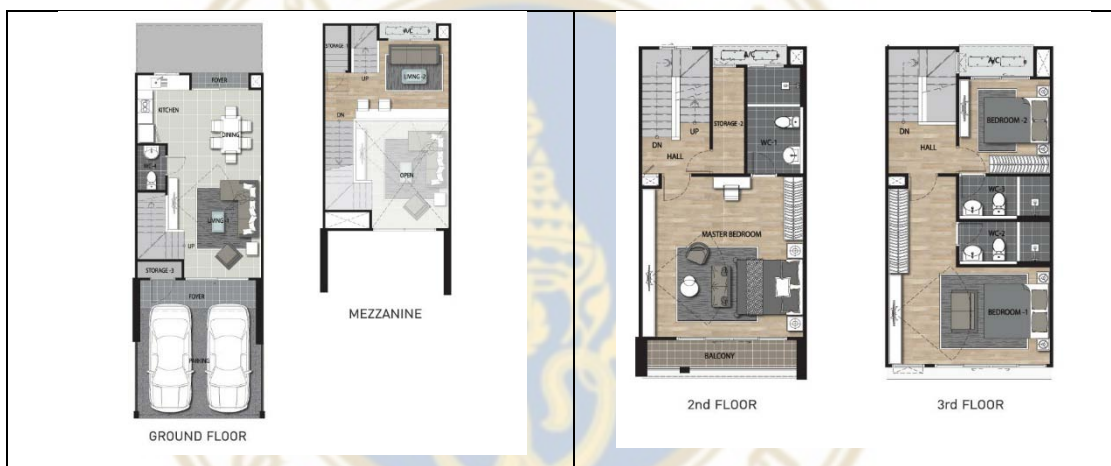 FOYER
KITCHEN
DINING
WC-4
LIVING-1
UP
STORAGE-3
FOYER
PARKING
GROUND FLOOR
A/C
UP
LIVING-2
DN
OPEN
MEZZANINE
A/C
STORAGE-2
UP
DN
WC-1
HALL
MASTER BEDROOM
BALCONY
2nd FLOOR
A/C
BEDROOM-2
DN
HALL
WC-3
WC-2
BEDROOM-1
3rd FLOOR